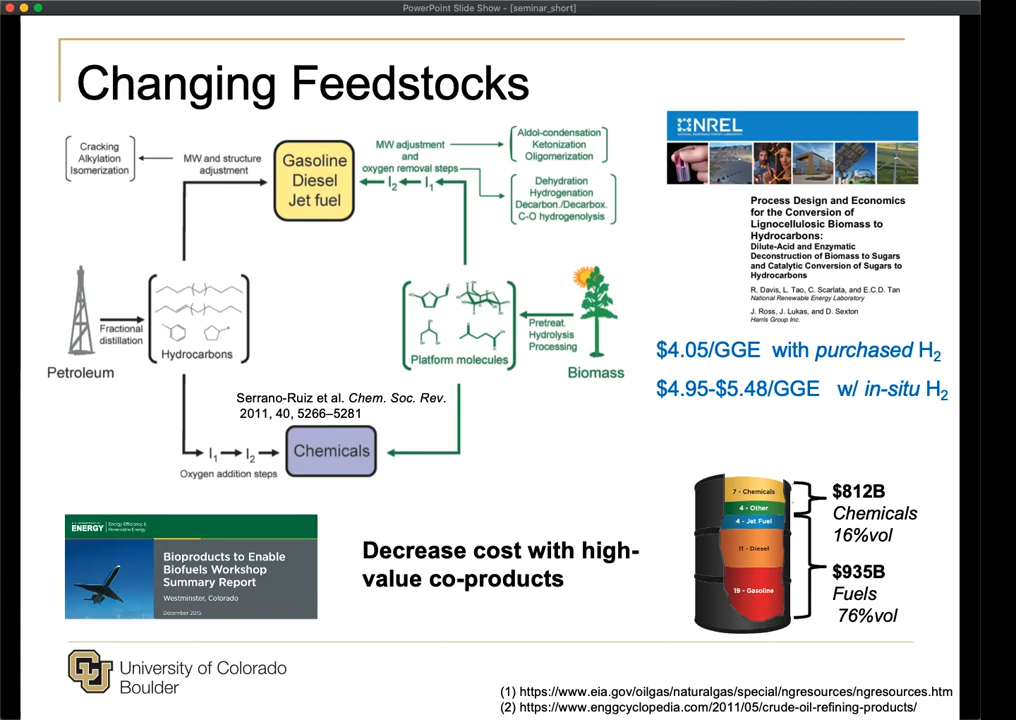 PowerPoint Slide Show - [seminar_short]
Changing Feedstocks
Cracking
Alkylation
Isomerization
MW and structure
adjustment
Gasoline
Diesel
Jet fuel
MW adjustment
and
oxygen removal steps
I2
I1
Aldol-condensation
Ketonization
Oligomerization
Dehydration
Hydrogenation
Decarbon./Decarbox.
C-O hydrogenolysis
Petroleum
Fractional
distillation
Hydrocarbons
Platform molecules
Pretreat.
Hydrolysis
Processing
Biomass
Serrano-Ruiz et al. Chem. Soc. Rev.
2011, 40, 5266–5281
I1
I2
Oxygen addition steps
Chemicals
NREL
Process Design and Economics
for the Conversion of
Lignocellulosic Biomass to
Hydrocarbons:
Dilute-Acid and Enzymatic
Deconstruction of Biomass to Sugars
and Catalytic Conversion of Sugars to
Hydrocarbons
R. Davis, L. Tao, C. Scarlata, and E.C.D. Tan
National Renewable Energy Laboratory
J. Ross, J. Lukas, and D. Sexton
Harris Group Inc.
$4.05/GGE with purchased H2
$4.95-$5.48/GGE w/ in-situ H2
ENERGY
Energy Efficiency &
Renewable Energy
Bioproducts to Enable
Biofuels Workshop
Summary Report
Westminster, Colorado
December 2015
Decrease cost with high-
value co-products
7 - Chemicals
4 - Other
4 - Jet Fuel
11 - Diesel
19 - Gasoline
$812B
Chemicals
16%vol
$935B
Fuels
76%vol
University of Colorado
Boulder
(1) https://www.eia.gov/oilgas/naturalgas/special/ngresources/ngresources.htm
(2) https://www.enggcyclopedia.com/2011/05/crude-oil-refining-products/